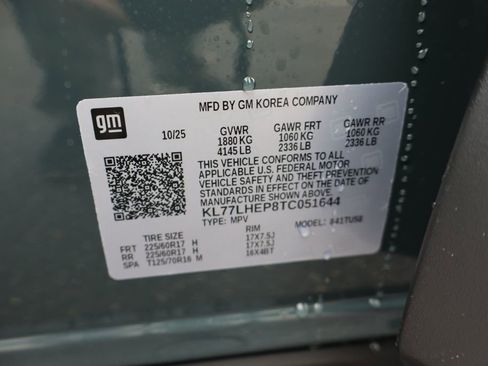 gm
MFD BY GM KOREA COMPANY
10/25 GVWR GAWR FRT GAWR RR
1880 KG 1060 KG 1060 KG
4145 LB 2336 LB 2336 LB
THIS VEHICLE CONFORMS TO ALL
APPLICABLE U.S. FEDERAL MOTOR
VEHICLE SAFETY AND THEFT PREVENTION
STANDARDS IN EFFECT ON THE DATE OF
MANUFACTURE SHOWN ABOVE.
KL77LHEP8TC051644
TYPE: MPV MODEL: #41TU58
TIRE SIZE RIM
FRT 225/60R17 H 17X7.5J
RR 225/60R17 H 17X7.5J
SPA T125/70R16 M 16X4BT